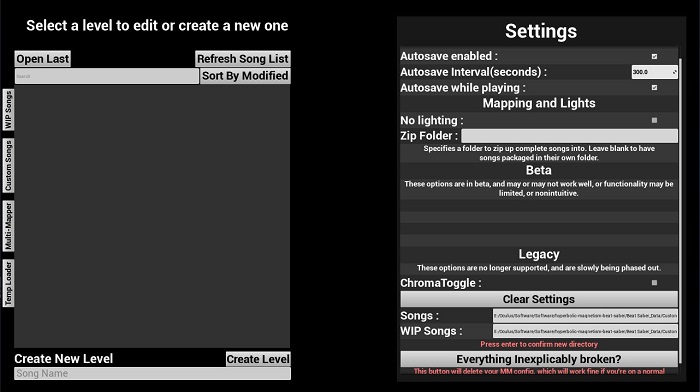 Select a level to edit or create a new one
Open Last
Refresh Song List
Search
Sort By Modified
WIP Songs
Custom Songs
Multi-Mapper
Temp Loader
Create New Level
Create Level
Song Name
Settings
Autosave enabled :
Autosave Interval(seconds) :
300.0
Autosave while playing :
Mapping and Lights
No lighting :
Zip Folder :
Specifies a folder to zip up complete songs into. Leave blank to have
songs packaged in their own folder.
Beta
These options are in beta, and may or may not work well, or functionality may be
limited, or nonintuitive.
Legacy
These options are no longer supported, and are slowly being phased out.
ChromaToggle :
Clear Settings
Songs :
E:/Oculus/Software/Software/hyperbolic-magnetism-beat-saber/Beat Saber_Data/Custon
WIP Songs :
E:/Oculus/Software/Software/hyperbolic-magnetism-beat-saber/Beat Saber_Data/Custon
Press enter to confirm new directory
Everything Inexplicably broken?
This button will delete your MM config, which will work fine if you're on a normal